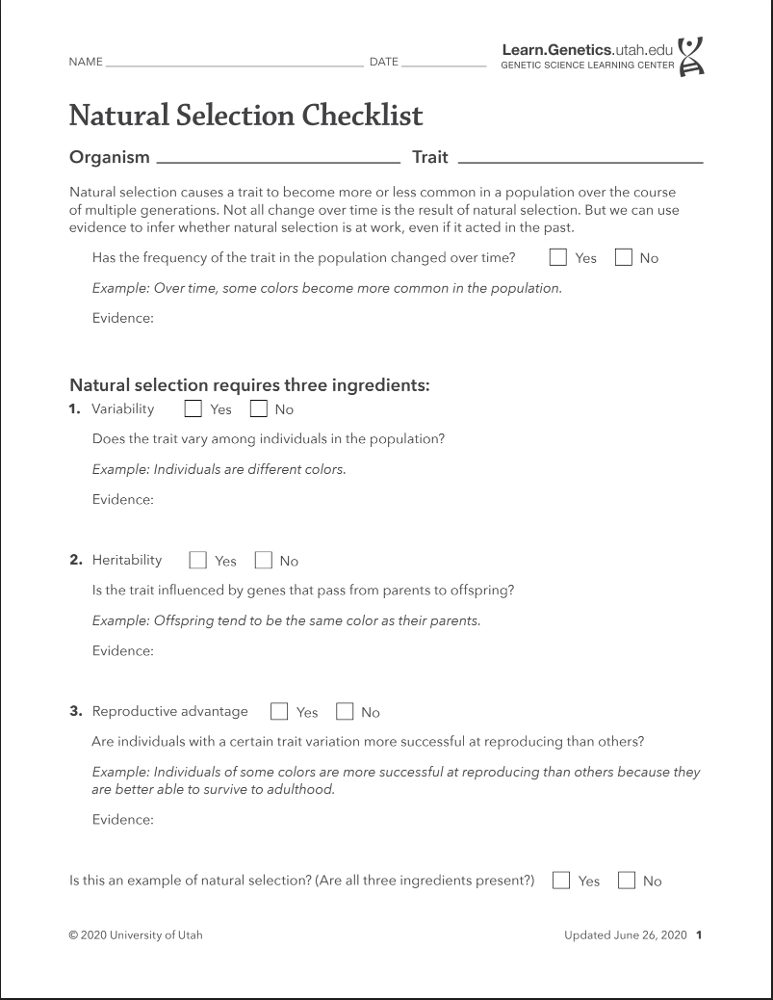 Learn.Genetics.utah.edu
NAME DATE GENETIC SCIENCE LEARNING CENTER
Natural Selection Checklist
Organism Trait
Natural selection causes a trait to become more or less common in a population over the course
of multiple generations. Not all change over time is the result of natural selection. But we can use
evidence to infer whether natural selection is at work, even if it acted in the past.
Has the frequency of the trait in the population changed over time? Yes No
Example: Over time, some colors become more common in the population.
Evidence:
Natural selection requires three ingredients:
1. Variability Yes No
Does the trait vary among individuals in the population?
Example: Individuals are different colors.
Evidence:
2. Heritability Yes No
Is the trait influenced by genes that pass from parents to offspring?
Example: Offspring tend to be the same color as their parents.
Evidence:
3. Reproductive advantage Yes No
Are individuals with a certain trait variation more successful at reproducing than others?
Example: Individuals of some colors are more successful at reproducing than others because they
are better able to survive to adulthood.
Evidence:
Is this an example of natural selection? (Are all three ingredients present?) Yes No
© 2020 University of Utah Updated June 26, 2020 1